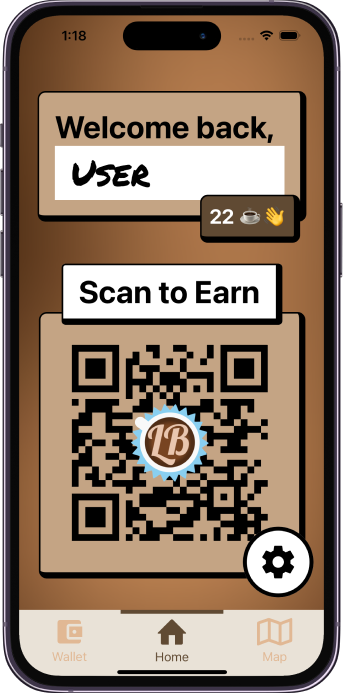 1:18
Welcome back,
USER
22 ☕👋
Scan to Earn
LB
Wallet
Home
Map